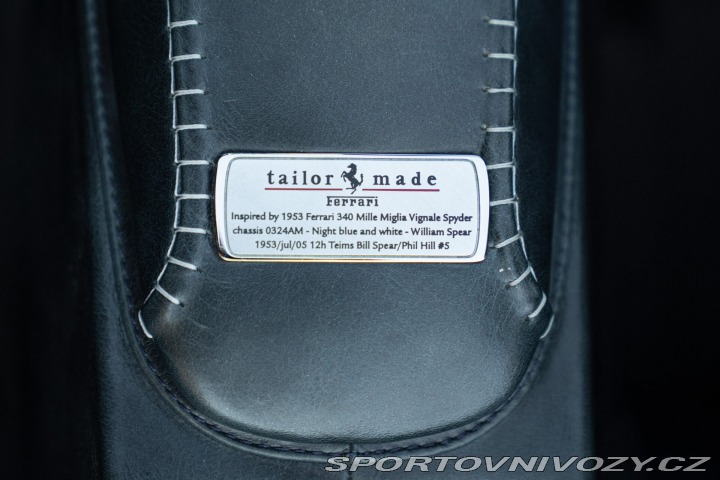 tailor made
Ferrari
Inspired by 1953 Ferrari 340 Mille Miglia Vignale Spyder
chassis 0324AM - Night blue and white - William Spear
1953/jul/05 12h Teims Bill Spear/Phil Hill #5
SPORTOVNIVOZY.CZ